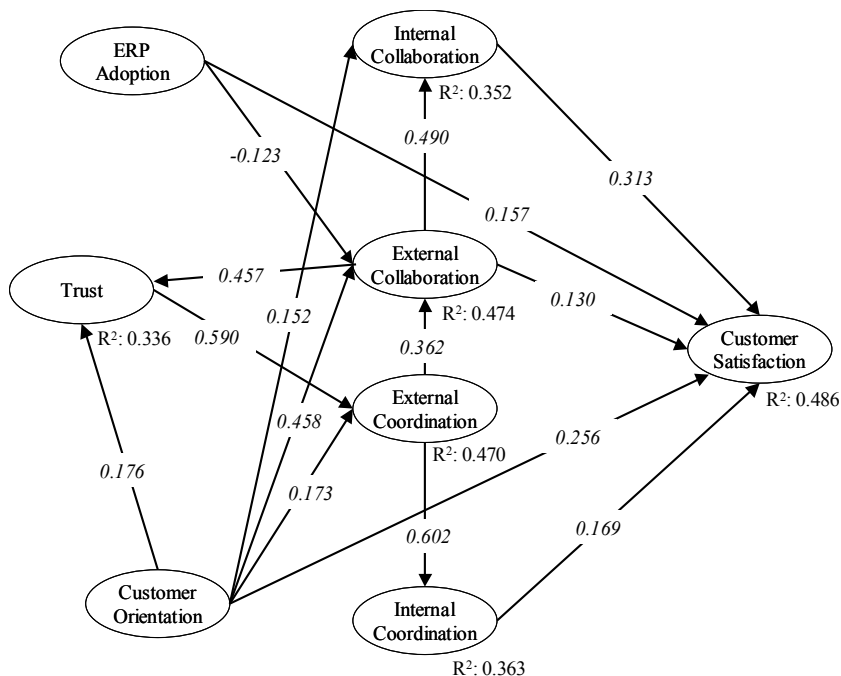 Internal
Collaboration
R²: 0.352
ERP
Adoption
0.490
-0.123
0.313
0.157
External
Collaboration
R²: 0.474
0.457
Trust
R²: 0.336
0.590
0.152
0.130
0.362
Customer
Satisfaction
R²: 0.486
External
Coordination
R²: 0.470
0.458
0.256
0.176
0.173
0.602
0.169
Customer
Orientation
Internal
Coordination
R²: 0.363